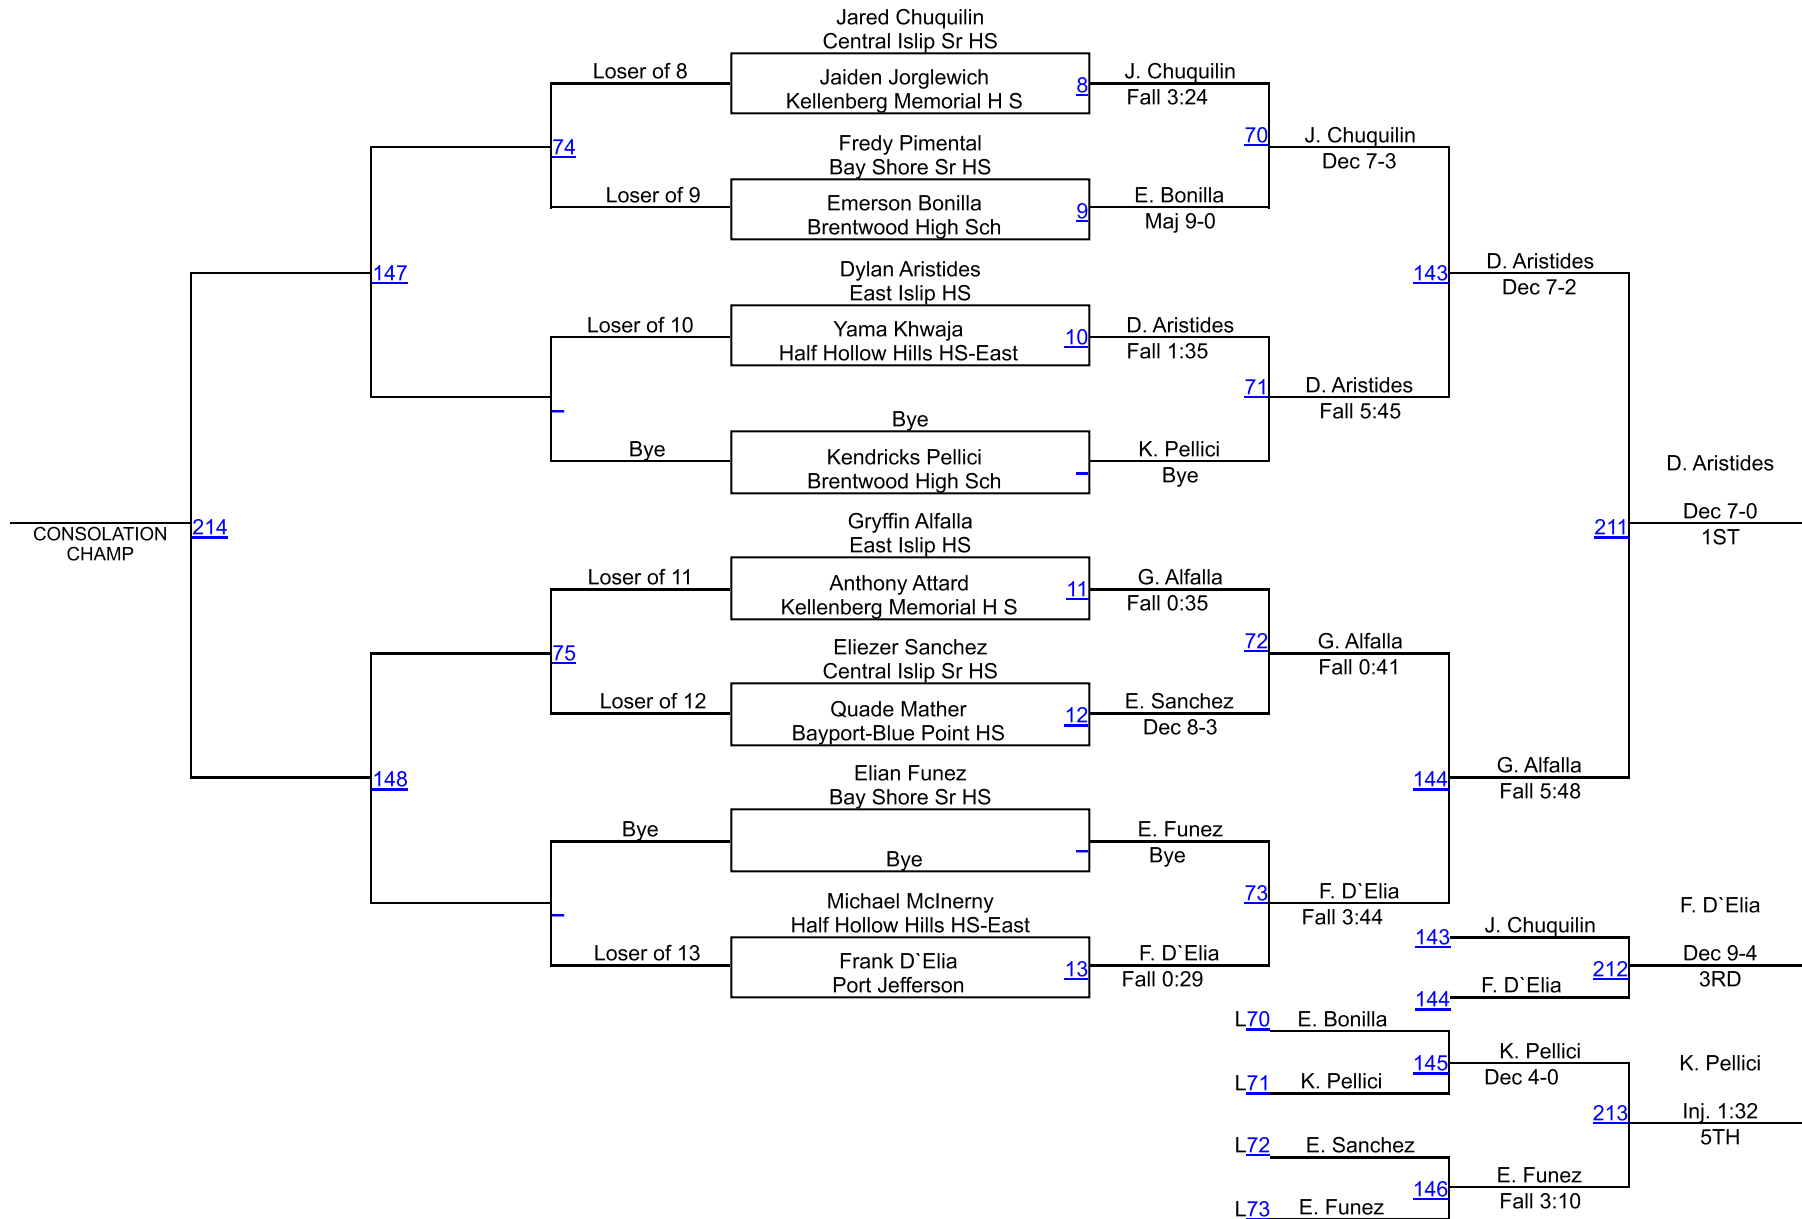 Jared Chuquilin
Central Islip Sr HS
Loser of 8
Jaiden Jorglewich
Kellenberg Memorial H S
8
J. Chuquilin
Fall 3:24
74
Fredy Pimental
Bay Shore Sr HS
70
J. Chuquilin
Dec 7-3
Loser of 9
Emerson Bonilla
Brentwood High Sch
9
E. Bonilla
Maj 9-0
147
Dylan Aristides
East Islip HS
143
D. Aristides
Dec 7-2
Loser of 10
Yama Khwaja
Half Hollow Hills HS-East
10
D. Aristides
Fall 1:35
71
D. Aristides
Fall 5:45
Bye
Bye
Kendricks Pellici
Brentwood High Sch
K. Pellici
Bye
D. Aristides
Dec 7-0
1ST
CONSOLATION
CHAMP
214
211
Gryffin Alfalla
East Islip HS
Loser of 11
Anthony Attard
Kellenberg Memorial H S
11
G. Alfalla
Fall 0:35
75
Eliezer Sanchez
Central Islip Sr HS
72
G. Alfalla
Fall 0:41
Loser of 12
Quade Mather
Bayport-Blue Point HS
12
E. Sanchez
Dec 8-3
148
Elian Funez
Bay Shore Sr HS
144
G. Alfalla
Fall 5:48
Bye
Bye
E. Funez
Bye
Michael McInerny
Half Hollow Hills HS-East
73
F. D`Elia
Fall 3:44
Loser of 13
Frank D`Elia
Port Jefferson
13
F. D`Elia
Fall 0:29
143
J. Chuquilin
144
F. D`Elia
212
F. D`Elia
Dec 9-4
3RD
L70
E. Bonilla
L71
K. Pellici
145
K. Pellici
Dec 4-0
213
K. Pellici
Inj. 1:32
5TH
L72
E. Sanchez
L73
E. Funez
146
E. Funez
Fall 3:10